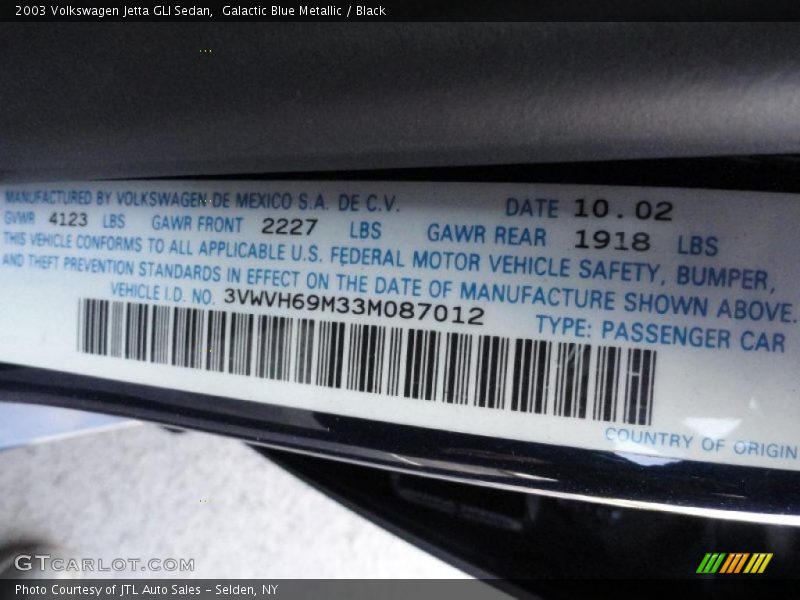 2003 Volkswagen Jetta GLI Sedan,  Galactic Blue Metallic / Black
MANUFACTURED BY VOLKSWAGEN DE MEXICO S.A. DE C.V. DATE 10.02
GVWR 4123 LBS GAWR FRONT 2227 LBS GAWR REAR 1918 LBS
THIS VEHICLE CONFORMS TO ALL APPLICABLE U.S. FEDERAL MOTOR VEHICLE SAFETY, BUMPER,
AND THEFT PREVENTION STANDARDS IN EFFECT ON THE DATE OF MANUFACTURE SHOWN ABOVE.
VEHICLE I.D. NO. 3VWVH69M33M087012 TYPE: PASSENGER CAR
COUNTRY OF ORIGIN
GTCARLOT.COM
Photo Courtesy of JTL Auto Sales - Selden, NY